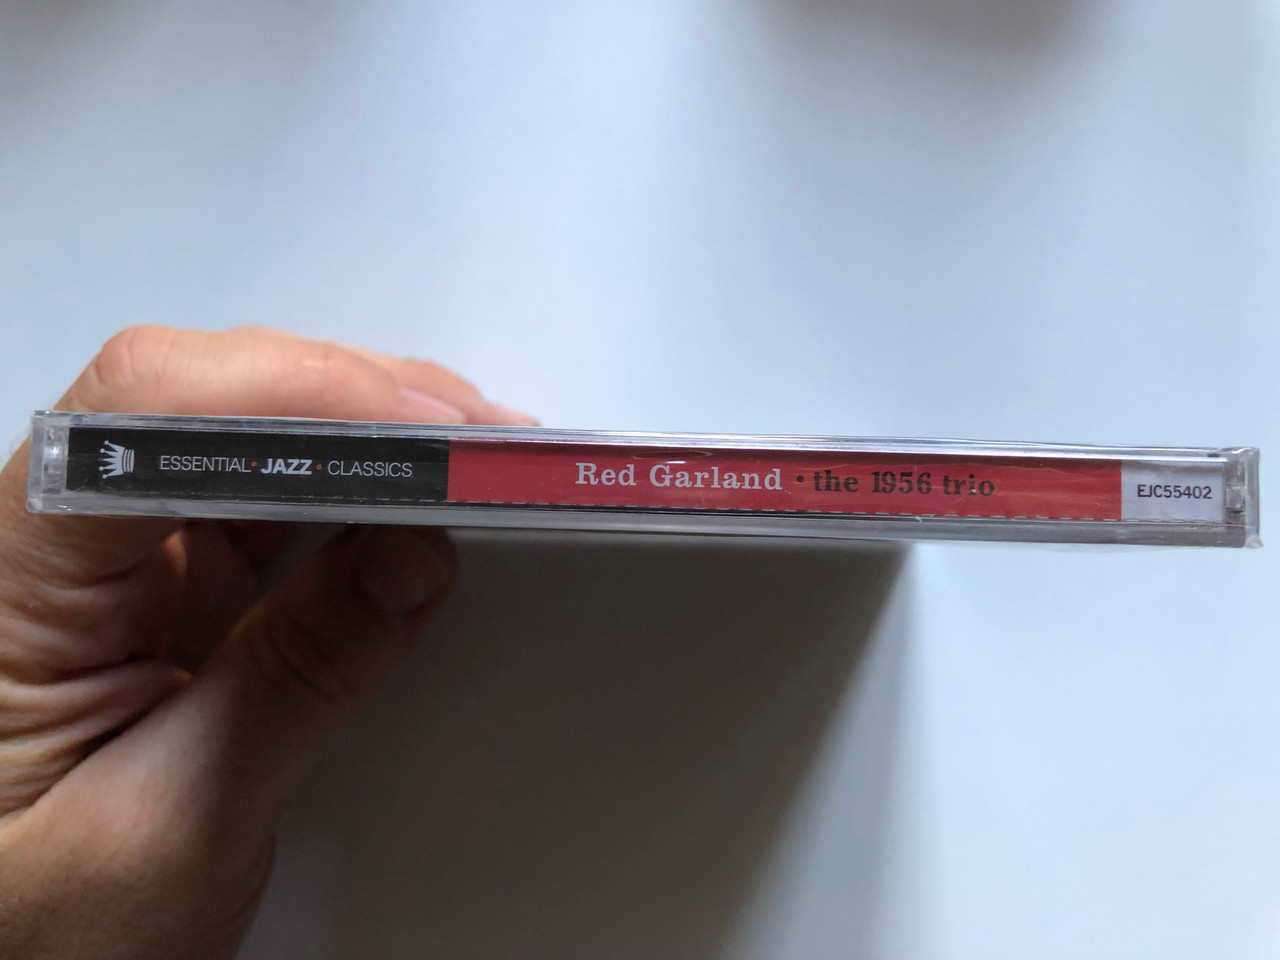 ESSENTIAL • JAZZ • CLASSICS Red Garland • the 1956 trio EJC55402